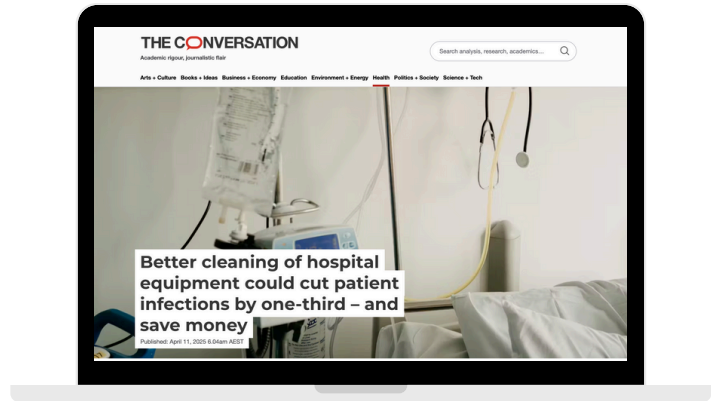 THE CONVERSATION
Academic rigour, journalistic flair
Search analysis, research, academics…
Arts + Culture Books + Ideas Business + Economy Education Environment + Energy Health Politics + Society Science + Tech
Better cleaning of hospital
equipment could cut patient
infections by one-third – and
save money
Published: April 11, 2025 6.04am AEST